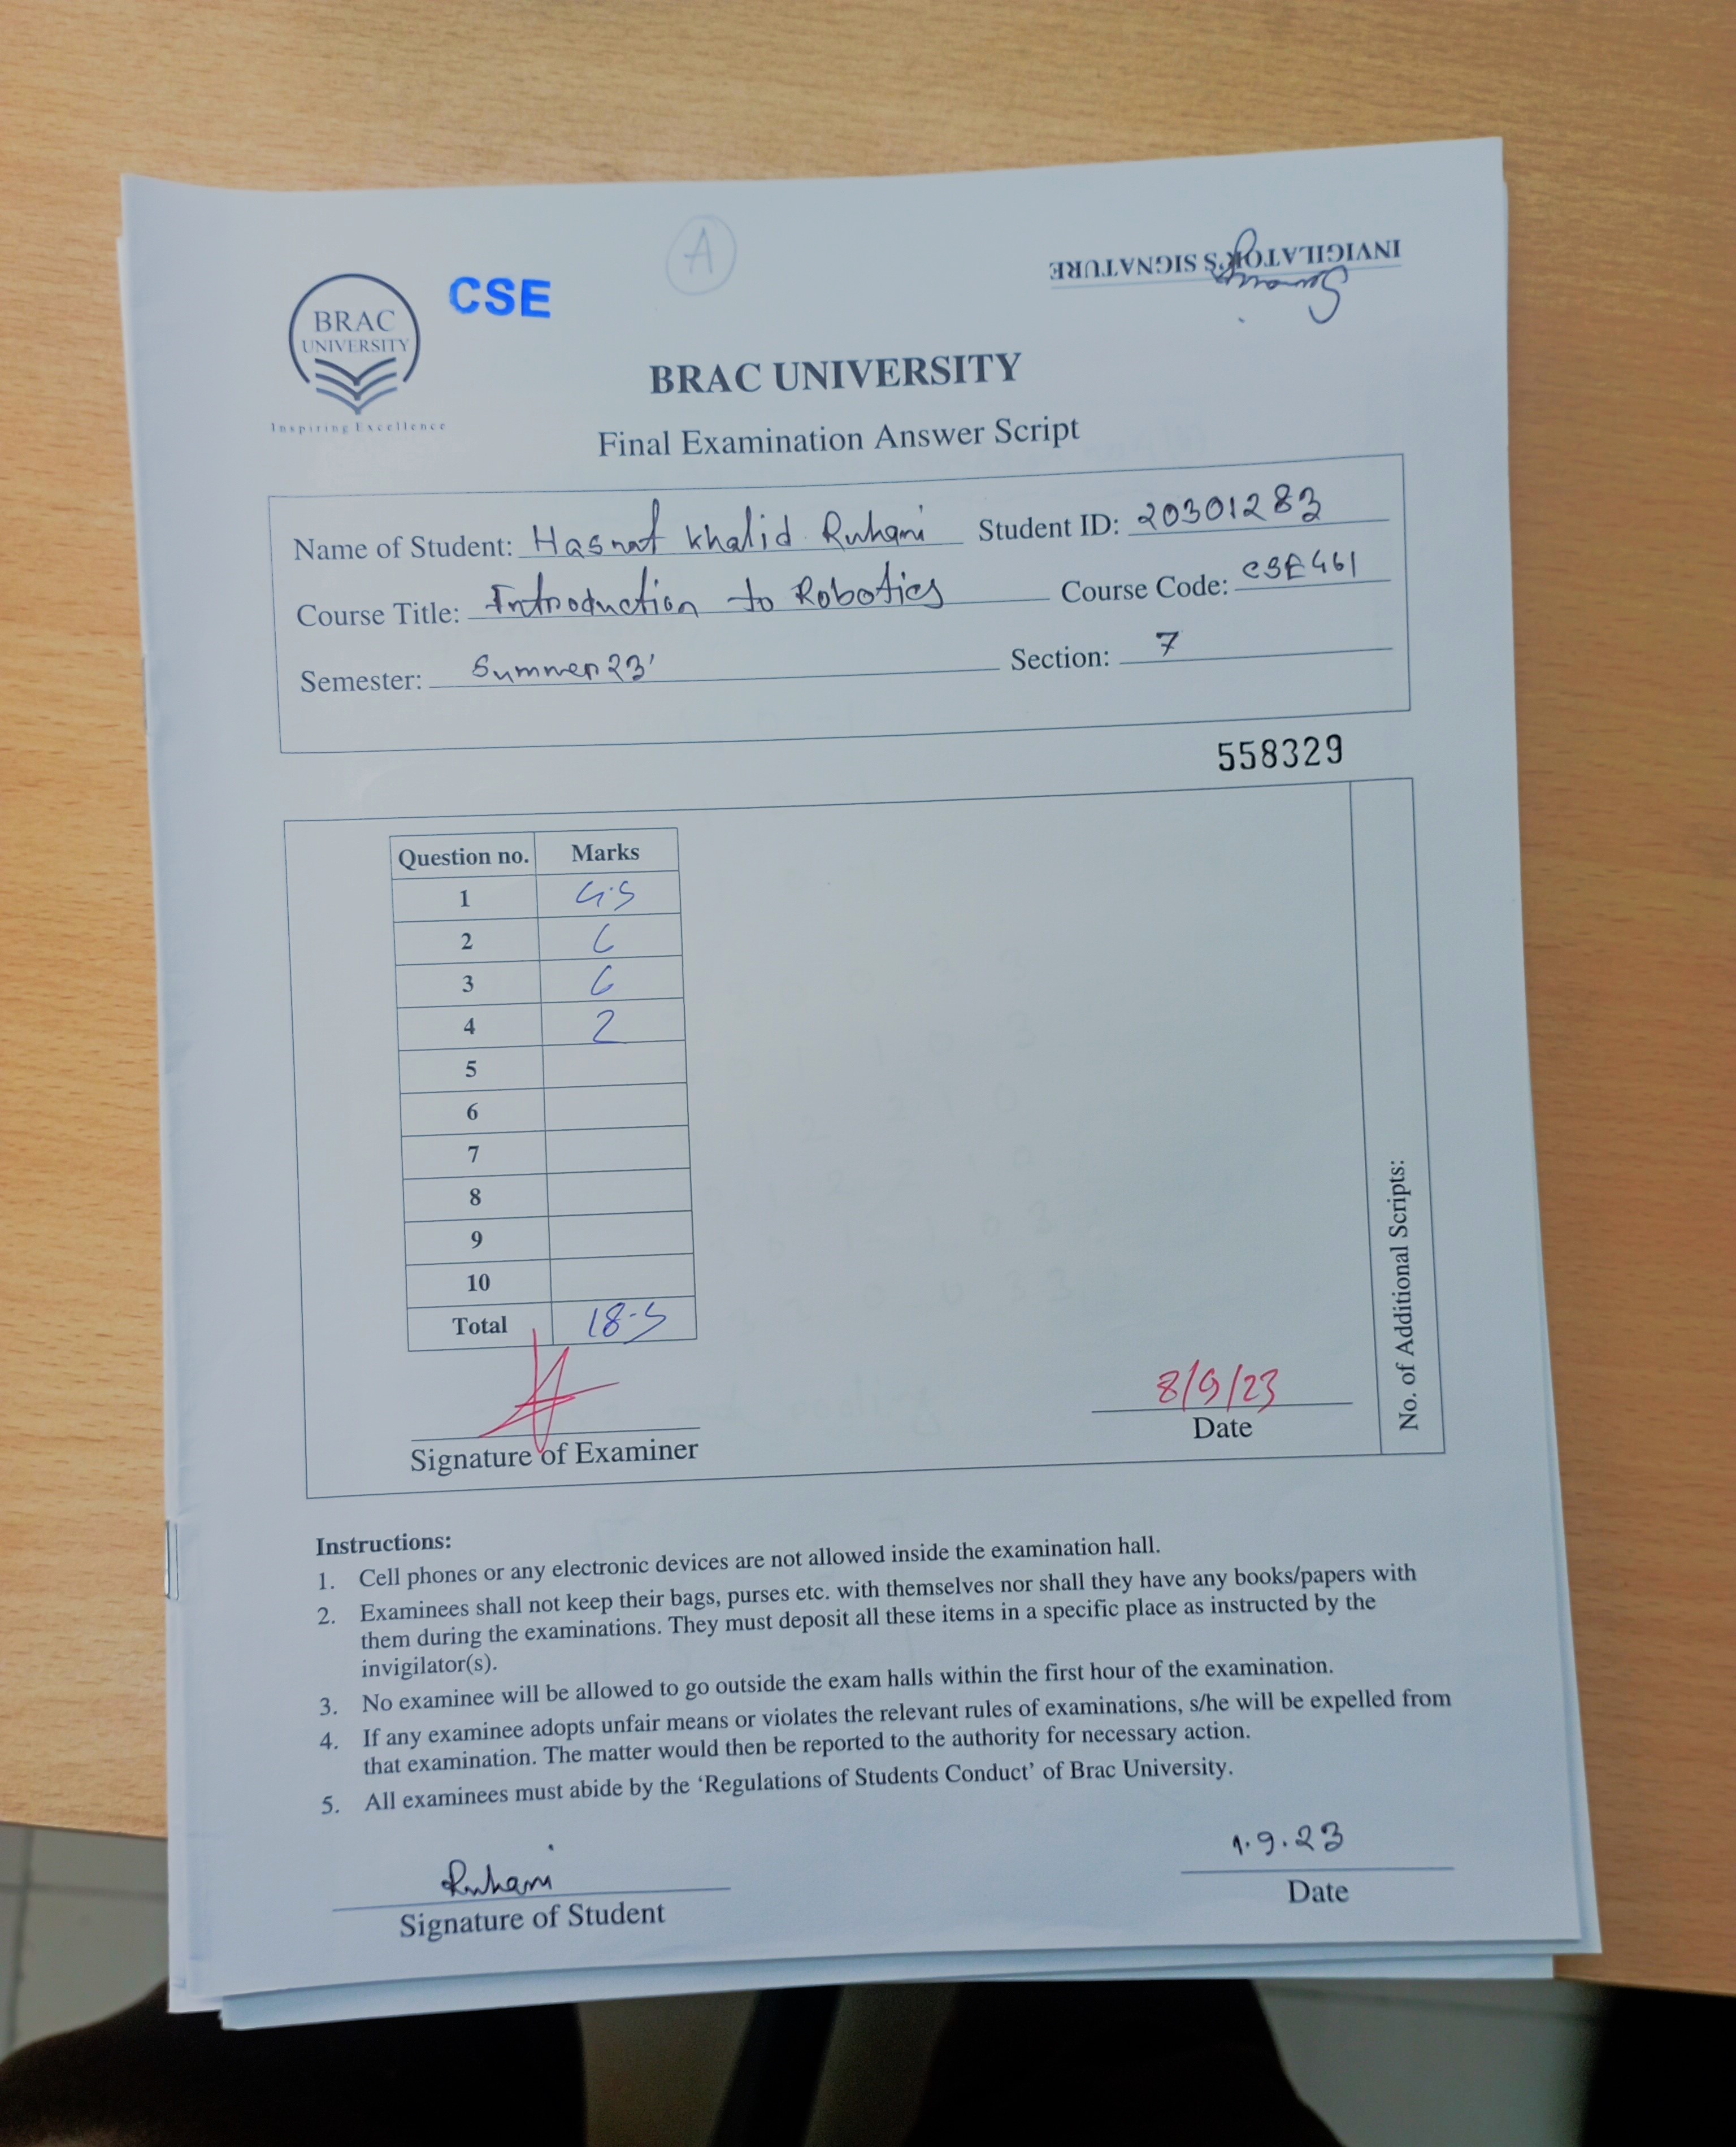 A
CSE
INVIGILATOR'S SIGNATURE
BRAC
UNIVERSITY
Inspiring Excellence
BRAC UNIVERSITY
Final Examination Answer Script
Name of Student: Hasnat Khalid Ruhani Student ID: 20301283
Course Title: Introduction to Robotics Course Code: CSE461
Semester: Summer 23' Section: 7
558329
Question no. Marks
1 4.5
2 6
3 6
4 2
5
6
7
8
9
10
Total 18.5
Signature of Examiner
8/9/23
Date
No. of Additional Scripts:
Instructions:
1. Cell phones or any electronic devices are not allowed inside the examination hall.
2. Examinees shall not keep their bags, purses etc. with themselves nor shall they have any books/papers with
them during the examinations. They must deposit all these items in a specific place as instructed by the
invigilator(s).
3. No examinee will be allowed to go outside the exam halls within the first hour of the examination.
4. If any examinee adopts unfair means or violates the relevant rules of examinations, s/he will be expelled from
that examination. The matter would then be reported to the authority for necessary action.
5. All examinees must abide by the ‘Regulations of Students Conduct’ of Brac University.
Ruhani
Signature of Student
1.9.23
Date